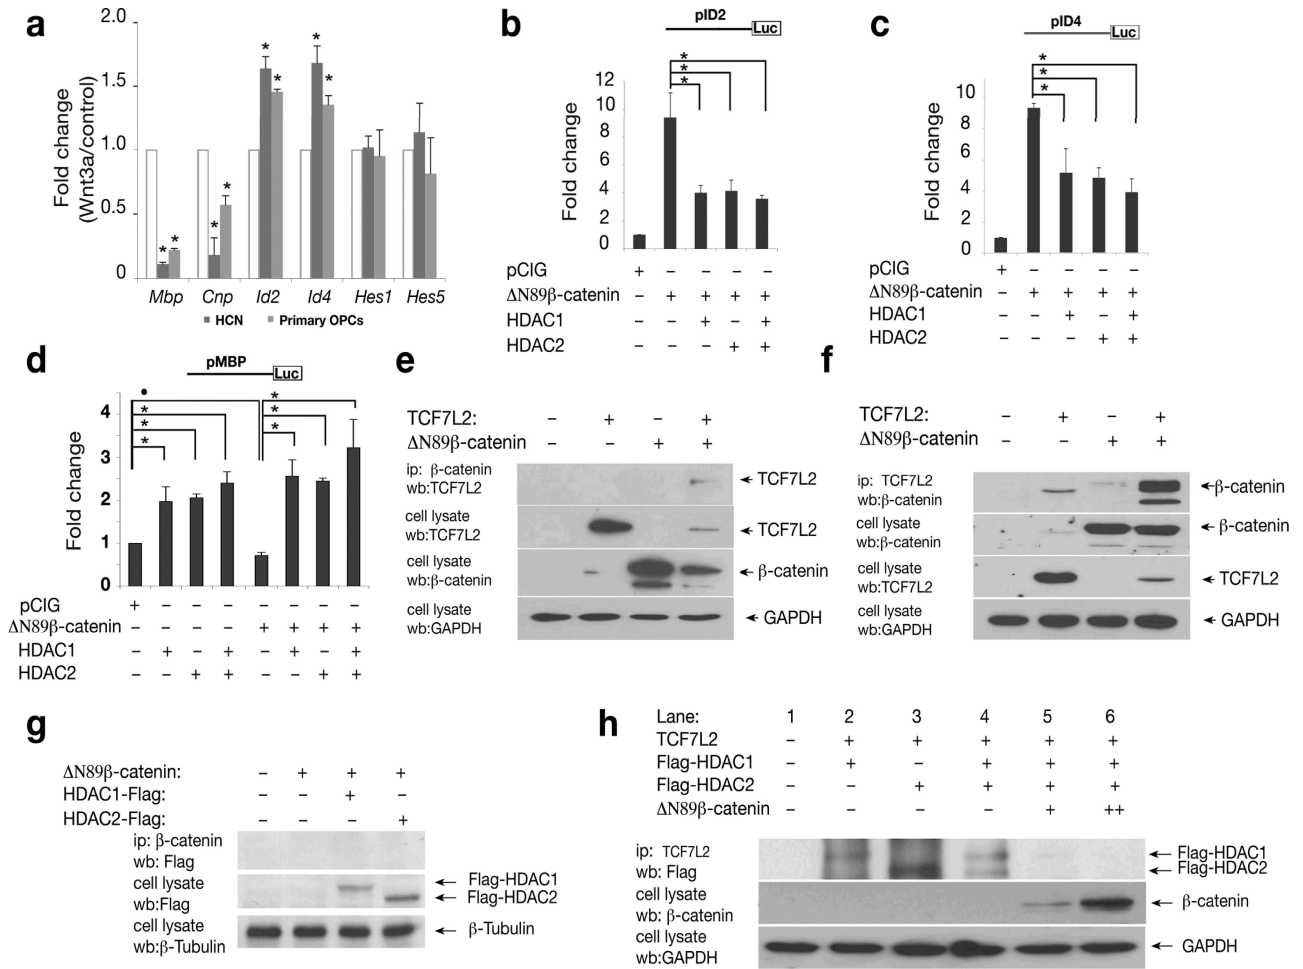 a
Fold change
(Wnt3a/control)
2.0
1.5
1.0
0.5
0
* * * * * * * *
Mbp Cnp Id2 Id4 Hes1 Hes5
HCN Primary OPCs
b
pID2
Luc
Fold change
12
10
8
6
4
2
0
*
*
*
pCIG + − − − −
ΔN89β-catenin − + + + +
HDAC1 − − + − +
HDAC2 − − − + +
c
pID4
Luc
Fold change
10
8
6
4
2
0
*
*
*
pCIG + − − − −
ΔN89β-catenin − + + + +
HDAC1 − − + − +
HDAC2 − − − + +
d
pMBP
Luc
Fold change
4
3
2
1
0
•
* *
* *
* *
pCIG + − − − − − − −
ΔN89β-catenin − − − − + + + +
HDAC1 − + − + − + − +
HDAC2 − − + + − − + +
e
TCF7L2: − + − +
ΔN89β-catenin − − + +
ip: β-catenin
wb:TCF7L2
TCF7L2
cell lysate
wb:TCF7L2
TCF7L2
cell lysate
wb:β-catenin
β-catenin
cell lysate
wb:GAPDH
GAPDH
f
TCF7L2: − + − +
ΔN89β-catenin − − + +
ip: TCF7L2
wb:β-catenin
β-catenin
cell lysate
wb:β-catenin
β-catenin
cell lysate
wb:TCF7L2
TCF7L2
cell lysate
wb:GAPDH
GAPDH
g
ΔN89β-catenin: − + + +
HDAC1-Flag: − − + −
HDAC2-Flag: − − − +
ip: β-catenin
wb: Flag
cell lysate
wb:Flag
Flag-HDAC1
Flag-HDAC2
cell lysate
wb:β-Tubulin
β-Tubulin
h
Lane: 1 2 3 4 5 6
TCF7L2 − + + + + +
Flag-HDAC1 − + − + + +
Flag-HDAC2 − − + + + +
ΔN89β-catenin − − − − + ++
ip: TCF7L2
wb: Flag
Flag-HDAC1
Flag-HDAC2
cell lysate
wb: β-catenin
β-catenin
cell lysate
wb:GAPDH
GAPDH